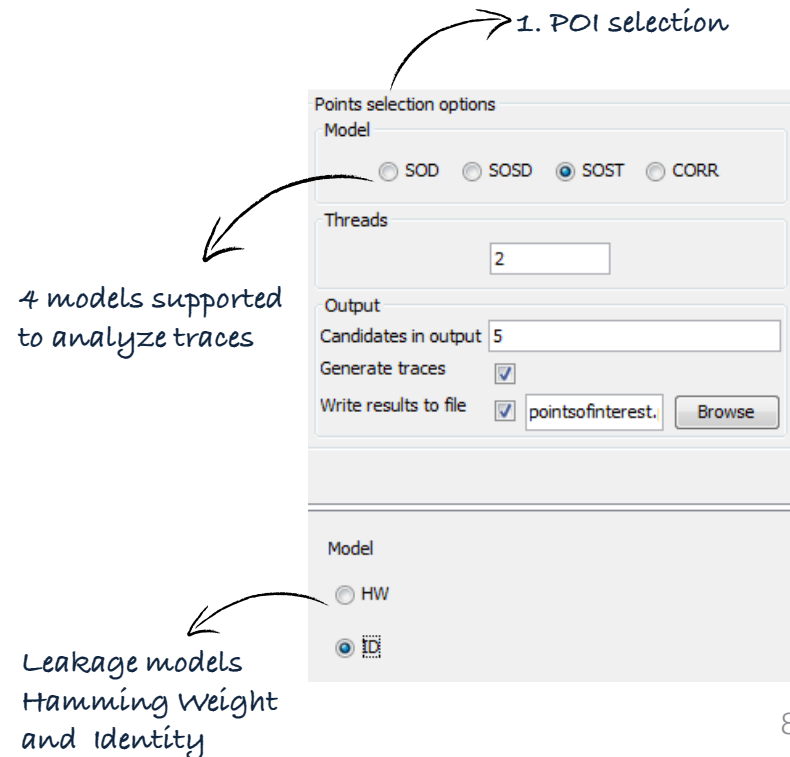 1. POI selection
Points selection options
Model
SOD SOSD SOST CORR
Threads
2
4 models supported
to analyze traces
Output
Candidates in output 5
Generate traces
Write results to file pointsofinterest. Browse
Model
HW
ID
Leakage models
Hamming Weight
and Identity
8